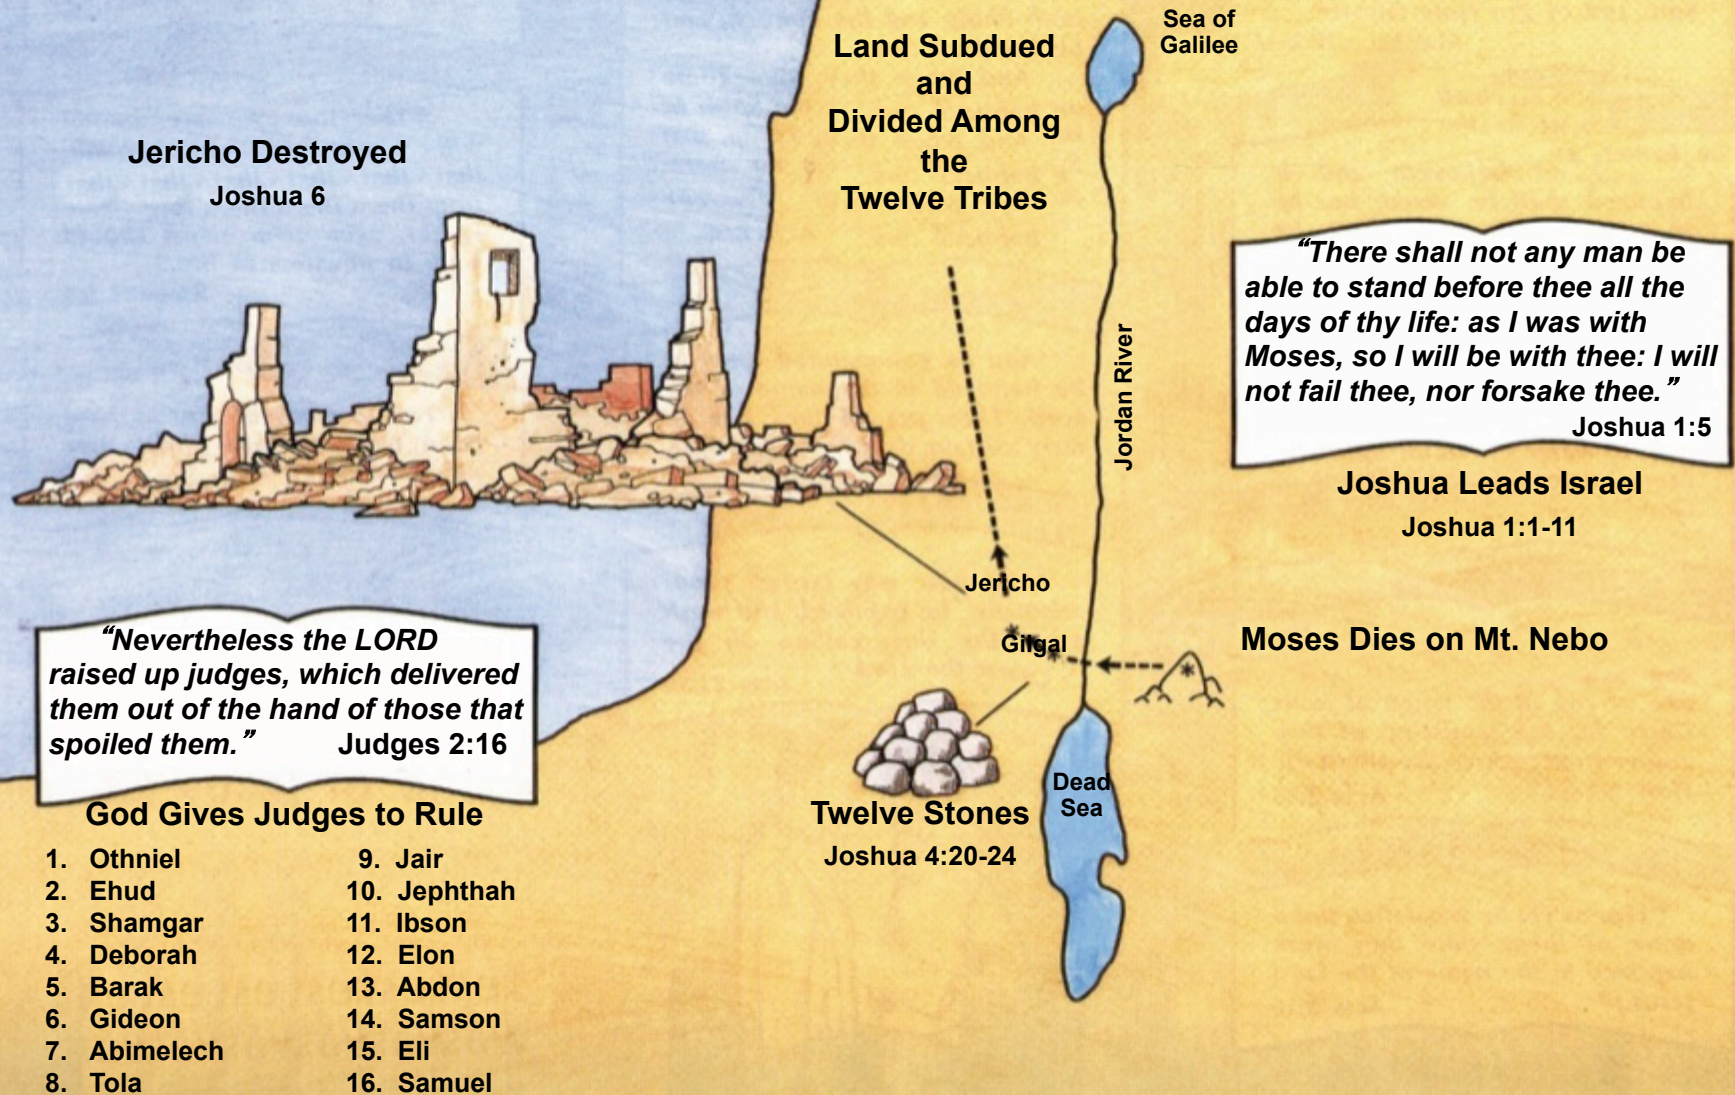 Sea of
Galilee
Land Subdued
and
Divided Among
the
Twelve Tribes
Jericho Destroyed
Joshua 6
“There shall not any man be
able to stand before thee all the
days of thy life: as I was with
Moses, so I will be with thee: I will
not fail thee, nor forsake thee.”
Joshua 1:5
Joshua Leads Israel
Joshua 1:1-11
Jordan River
Jericho
Gilgal
Moses Dies on Mt. Nebo
“Nevertheless the LORD
raised up judges, which delivered
them out of the hand of those that
spoiled them.” Judges 2:16
God Gives Judges to Rule
1. Othniel
2. Ehud
3. Shamgar
4. Deborah
5. Barak
6. Gideon
7. Abimelech
8. Tola
9. Jair
10. Jephthah
11. Ibson
12. Elon
13. Abdon
14. Samson
15. Eli
16. Samuel
Twelve Stones
Joshua 4:20-24
Dead
Sea